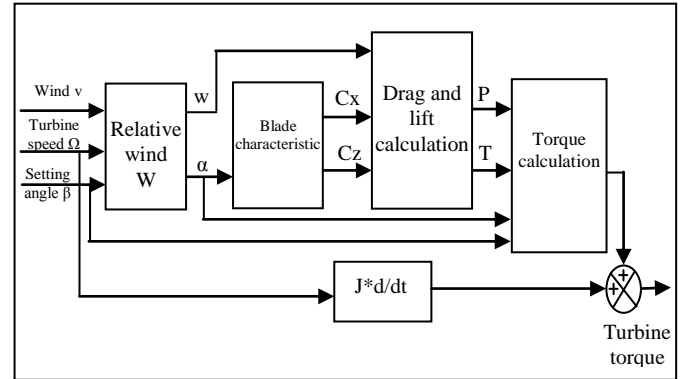 Wind v
Turbine
speed Ω
Setting
angle β
Relative
wind
W
w
α
Blade
characteristic
Cx
Cz
Drag and
lift
calculation
P
T
Torque
calculation
J*d/dt
+
+
Turbine
torque